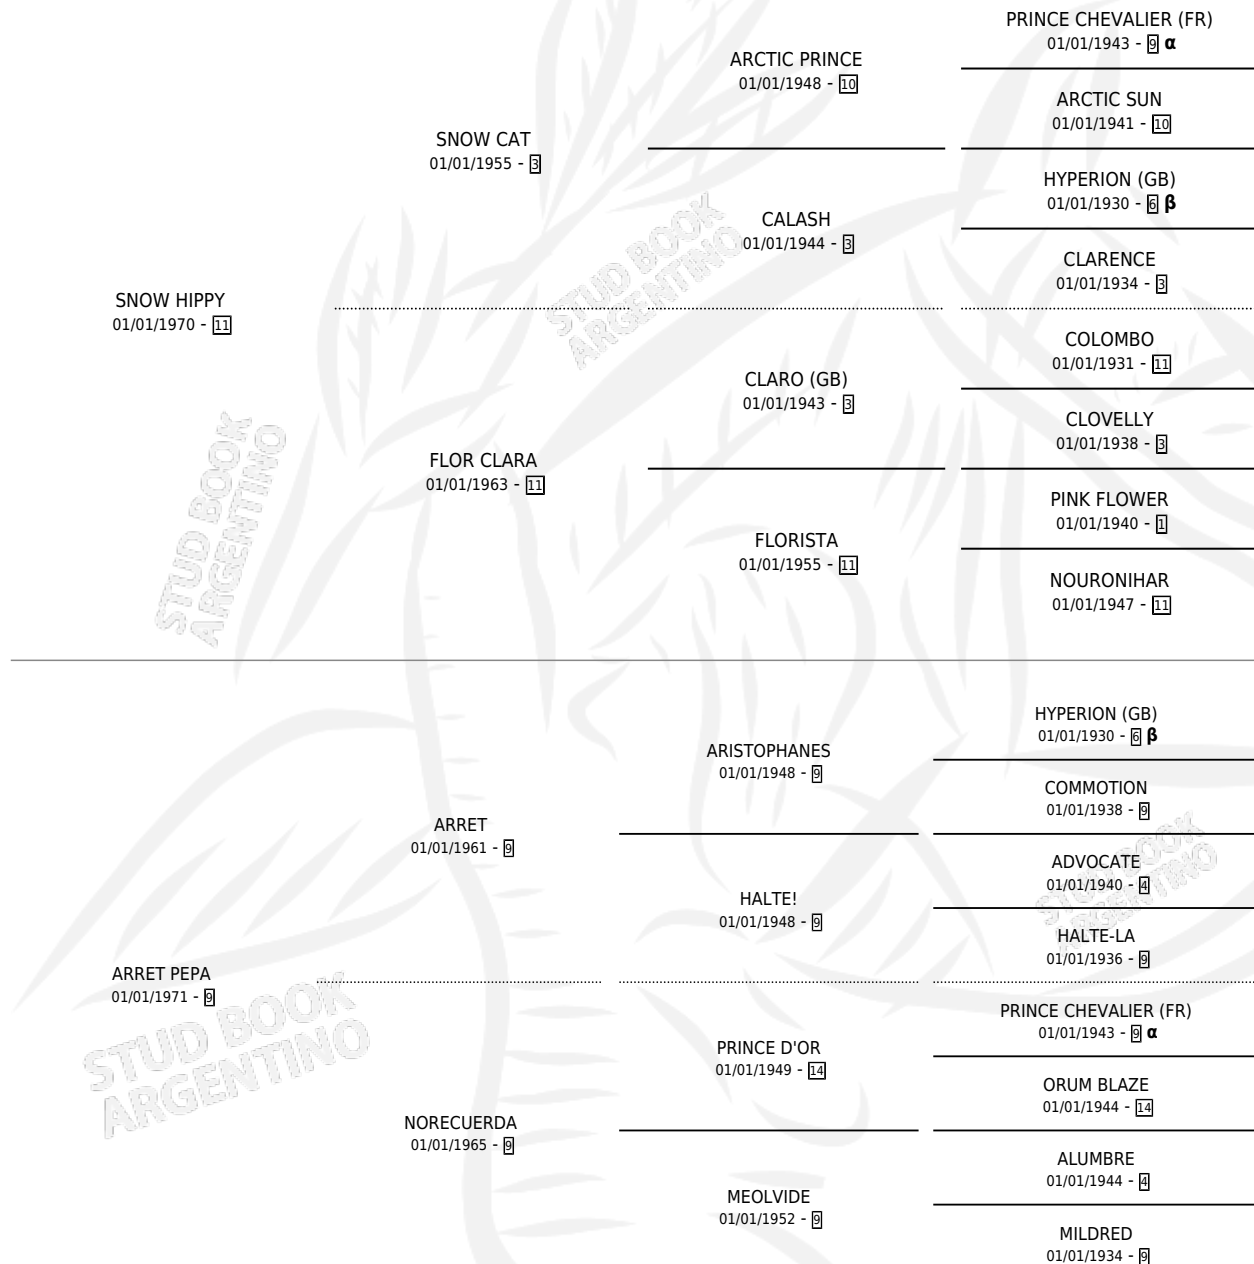 PRINCE CHEVALIER (FR)
01/01/1943 - 9 α
ARCTIC PRINCE
01/01/1948 - 10
ARCTIC SUN
01/01/1941 - 10
SNOW CAT
01/01/1955 - 3
HYPERION (GB)
01/01/1930 - 6 β
CALASH
01/01/1944 - 3
CLARENCE
01/01/1934 - 3
SNOW HIPPY
01/01/1970 - 11
COLOMBO
01/01/1931 - 11
CLARO (GB)
01/01/1943 - 3
CLOVELLY
01/01/1938 - 3
FLOR CLARA
01/01/1963 - 11
PINK FLOWER
01/01/1940 - 1
FLORISTA
01/01/1955 - 11
NOURONIHAR
01/01/1947 - 11
STUD BOOK
ARGENTINO
STUD BOOK
ARGENTINO
HYPERION (GB)
01/01/1930 - 6 β
ARISTOPHANES
01/01/1948 - 9
COMMOTION
01/01/1938 - 9
ARRET
01/01/1961 - 9
ADVOCATE
01/01/1940 - 4
HALTE!
01/01/1948 - 9
HALTE-LA
01/01/1936 - 9
STUD BOOK
ARGENTINO
ARRET PEPA
01/01/1971 - 9
STUD BOOK
ARGENTINO
PRINCE CHEVALIER (FR)
01/01/1943 - 9 α
PRINCE D'OR
01/01/1949 - 14
ORUM BLAZE
01/01/1944 - 14
NORECUERDA
01/01/1965 - 9
ALUMBRE
01/01/1944 - 4
MEOLVIDE
01/01/1952 - 9
MILDRED
01/01/1934 - 9